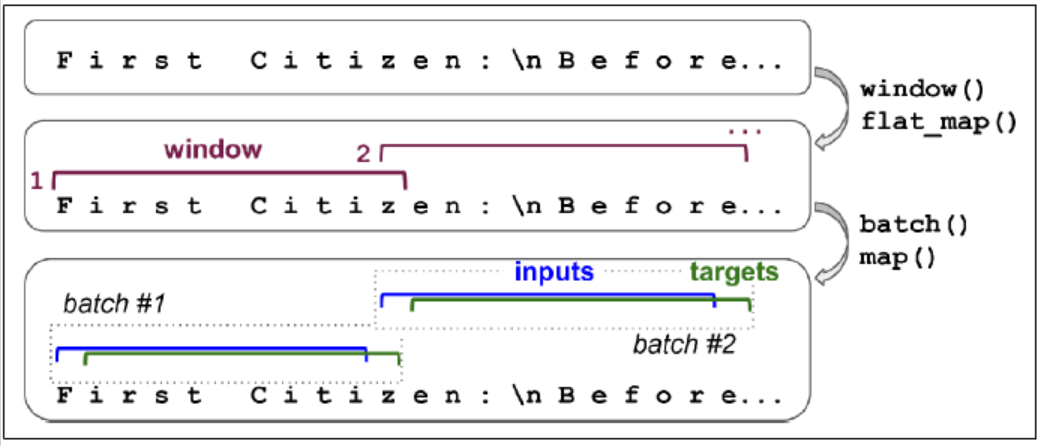 F i r s t   C i t i z e n : \n B e f o r e...
window()
flat_map()
...
window
2
1
F i r s t   C i t i z e n : \n B e f o r e...
batch()
map()
inputs
targets
batch #1
batch #2
F i r s t   C i t i z e n : \n B e f o r e...